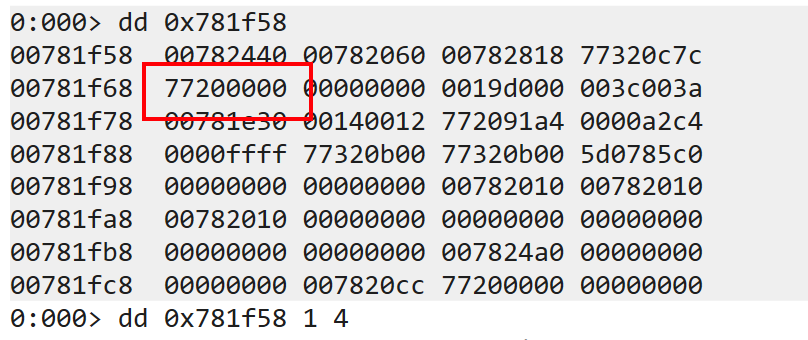 0:000> dd 0x781f58
00781f58  00782440 00782060 00782818 77320c7c
00781f68  77200000 00000000 0019d000 003c003a
00781f78  00781e30 00140012 772091a4 0000a2c4
00781f88  0000ffff 77320b00 77320b00 5d0785c0
00781f98  00000000 00000000 00782010 00782010
00781fa8  00782010 00000000 00000000 00000000
00781fb8  00000000 00000000 007824a0 00000000
00781fc8  00000000 007820cc 77200000 00000000
0:000> dd 0x781f58 1 4